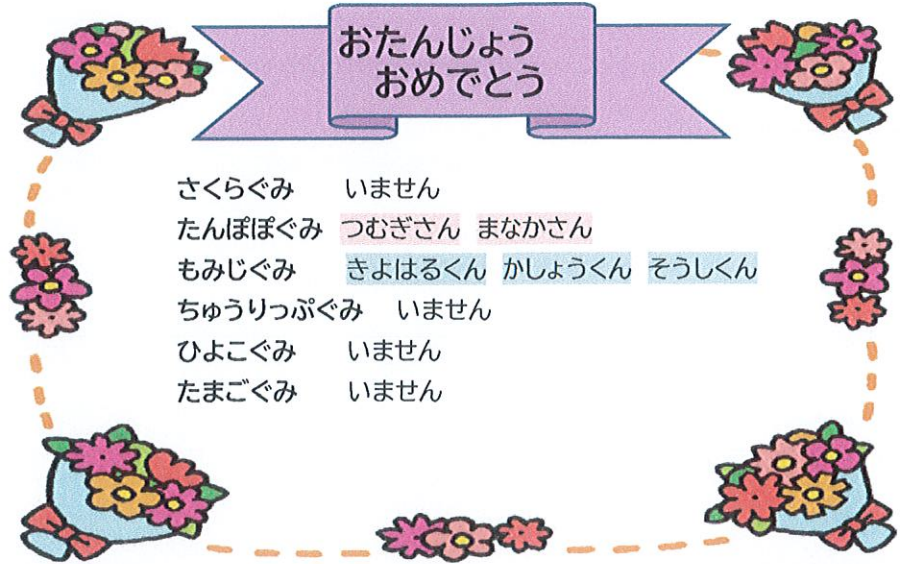 おたんじょう
おめでとう
さくらぐみ いません
たんぽぽぐみ つむぎさん まなかさん
もみじぐみ きよはるくん かしょうくん そうしくん
ちゅうりっぷぐみ いません
ひよこぐみ いません
たまごぐみ いません